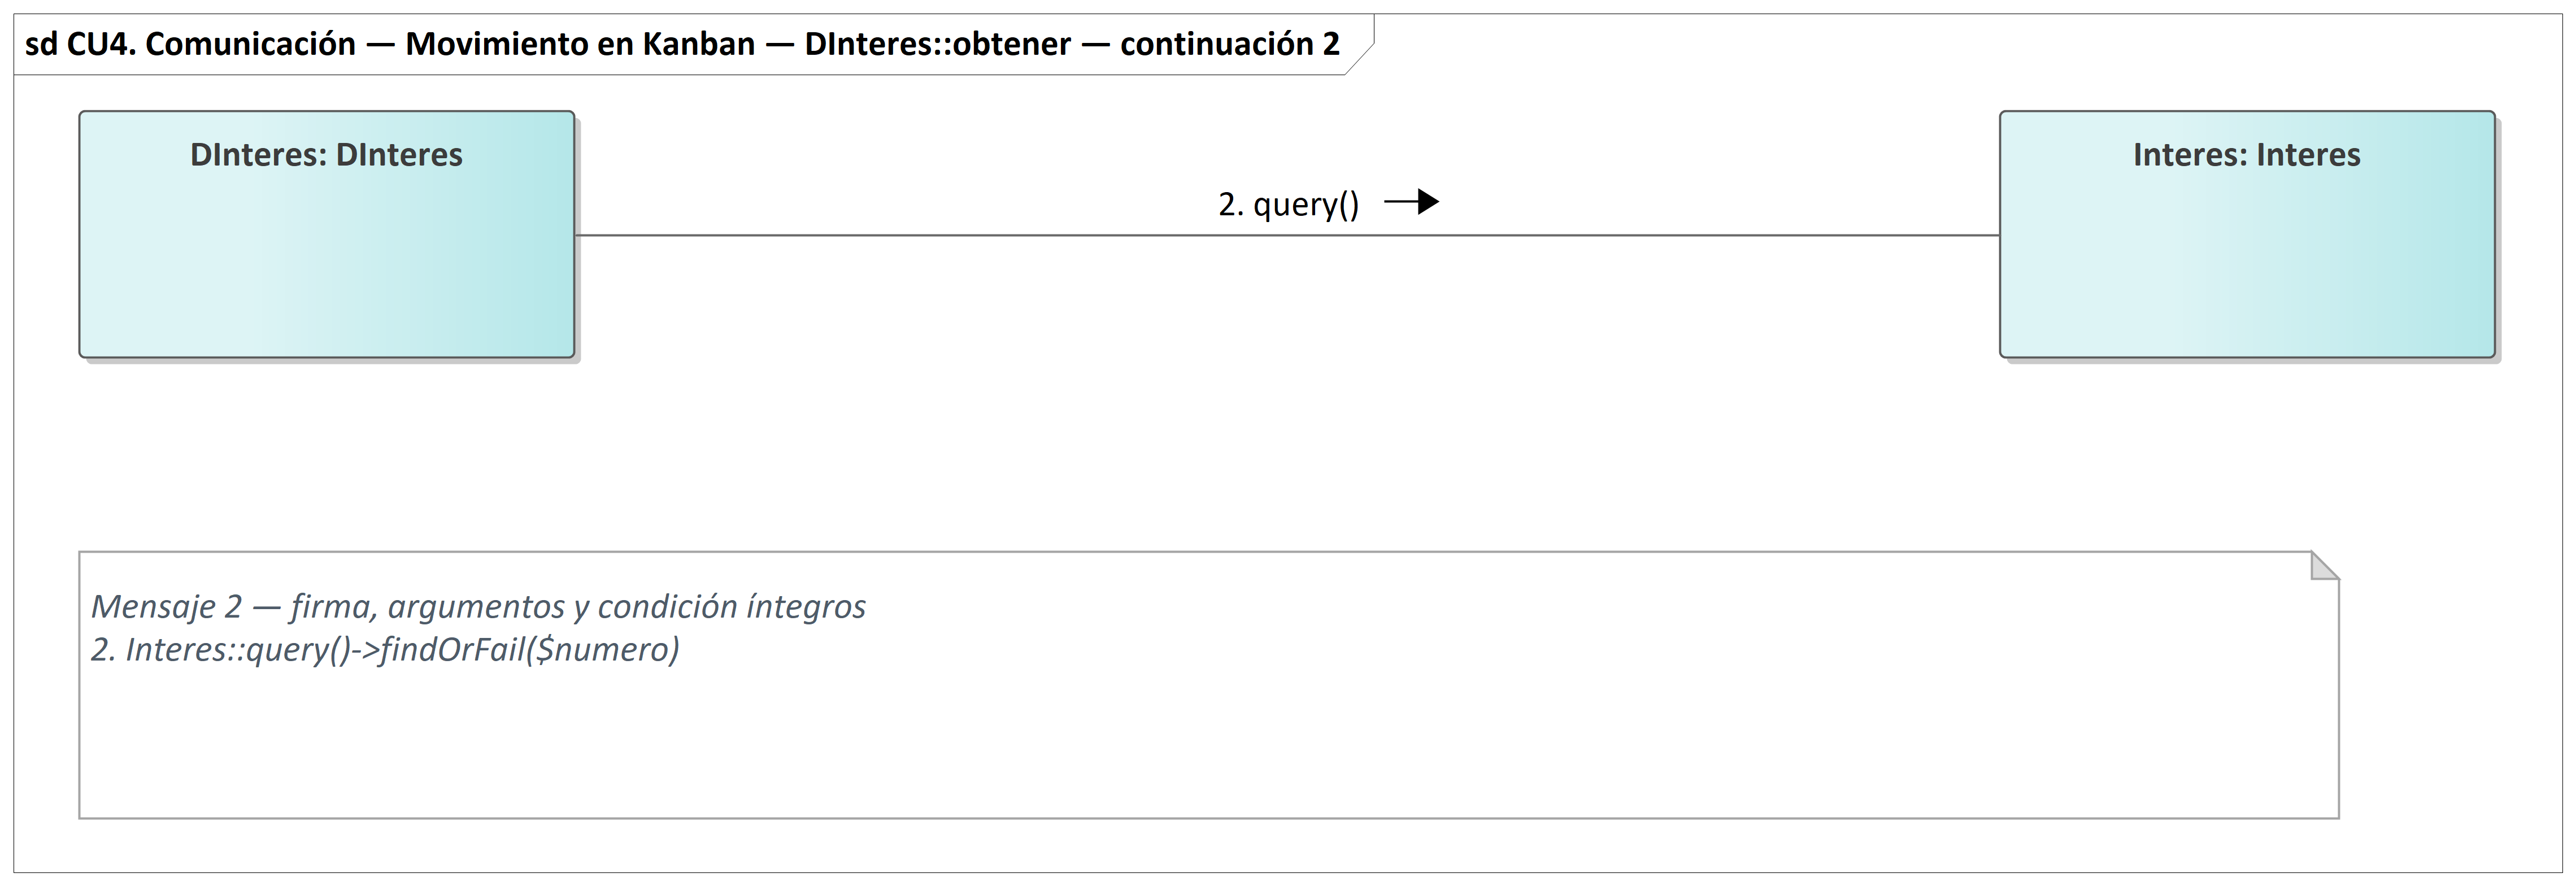 sd CU4. Comunicación — Movimiento en Kanban — DInteres::obtener — continuación 2
DInteres: DInteres
Interes: Interes
2. query()
Mensaje 2 — firma, argumentos y condición íntegros
2. Interes::query()->findOrFail($numero)